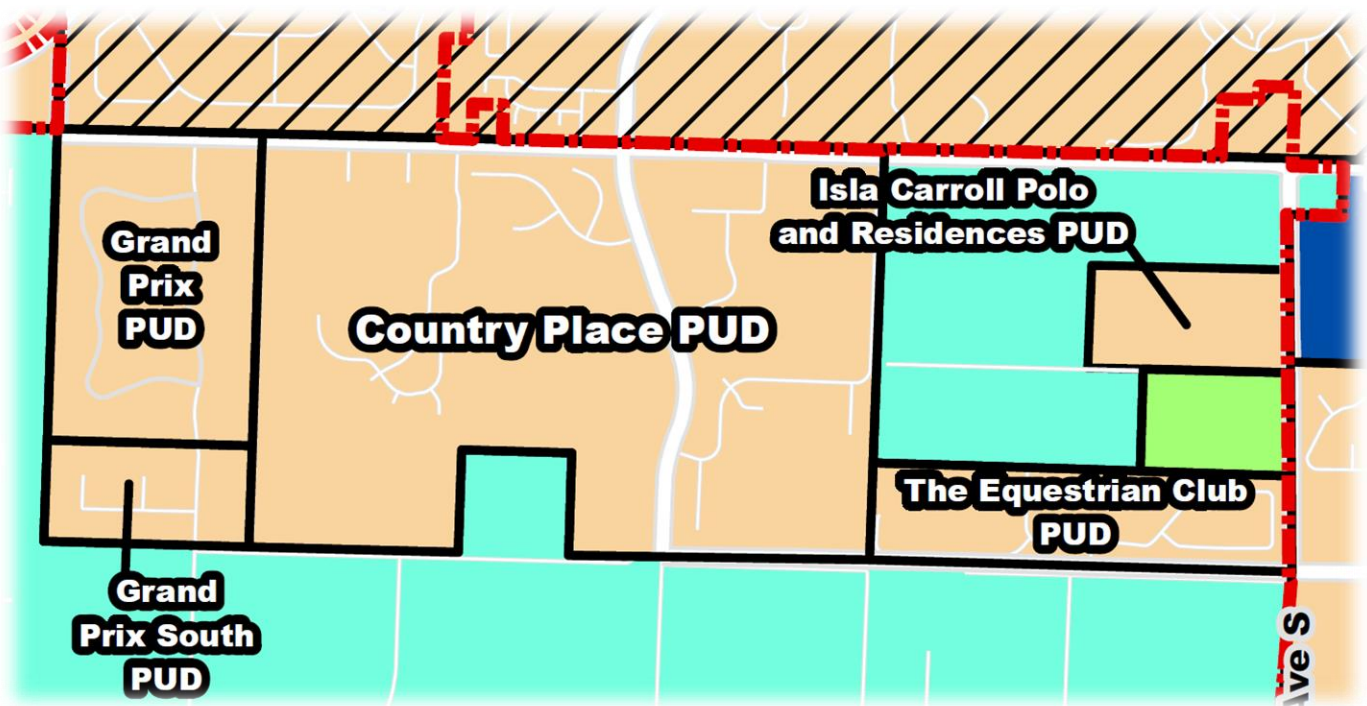 Isla Carroll Polo
and Residences PUD
Grand
Prix
PUD
Country Place PUD
The Equestrian Club
PUD
Grand
Prix South
PUD
Ave S